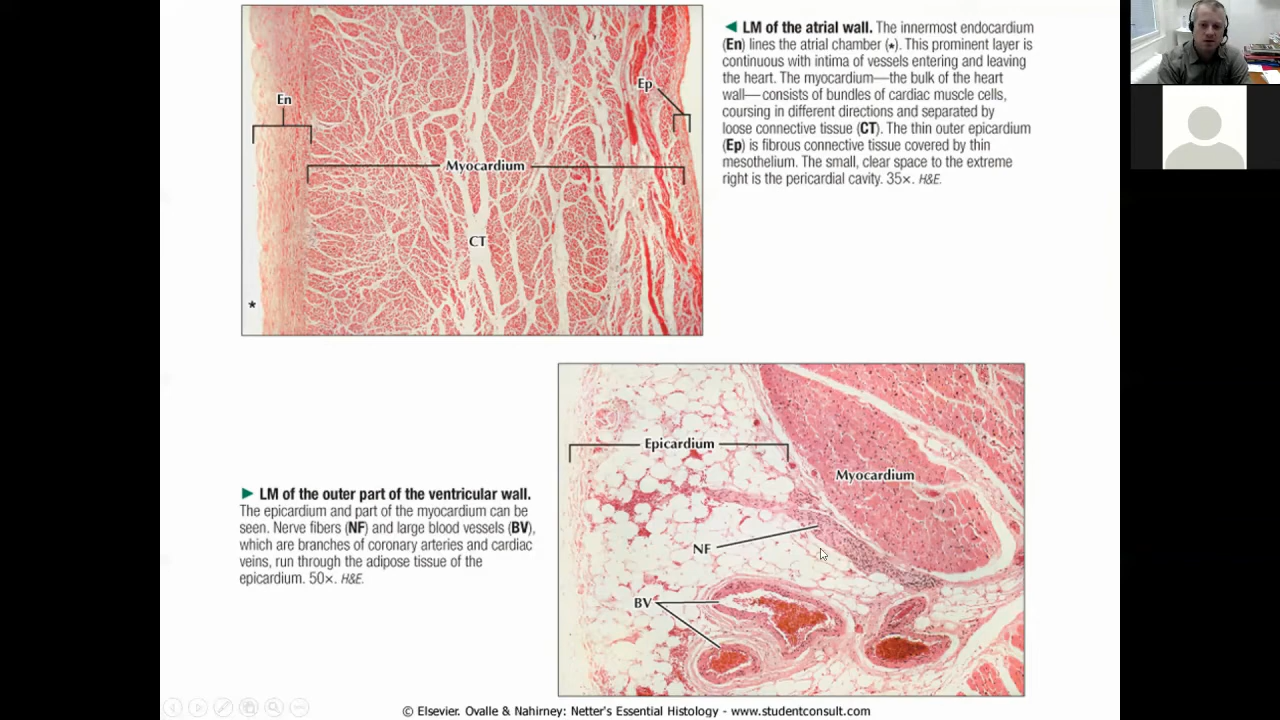 ◄ LM of the atrial wall. The innermost endocardium
(En) lines the atrial chamber (*). This prominent layer is
continuous with intima of vessels entering and leaving
the heart. The myocardium—the bulk of the heart
wall—consists of bundles of cardiac muscle cells,
coursing in different directions and separated by
loose connective tissue (CT). The thin outer epicardium
(Ep) is fibrous connective tissue covered by thin
mesothelium. The small, clear space to the extreme
right is the pericardial cavity. 35×. H&E.
En
Ep
Myocardium
CT
*
Epicardium
Myocardium
NF
BV
► LM of the outer part of the ventricular wall.
The epicardium and part of the myocardium can be
seen. Nerve fibers (NF) and large blood vessels (BV),
which are branches of coronary arteries and cardiac
veins, run through the adipose tissue of the
epicardium. 50×. H&E.
© Elsevier. Ovalle & Nahirney: Netter's Essential Histology - www.studentconsult.com